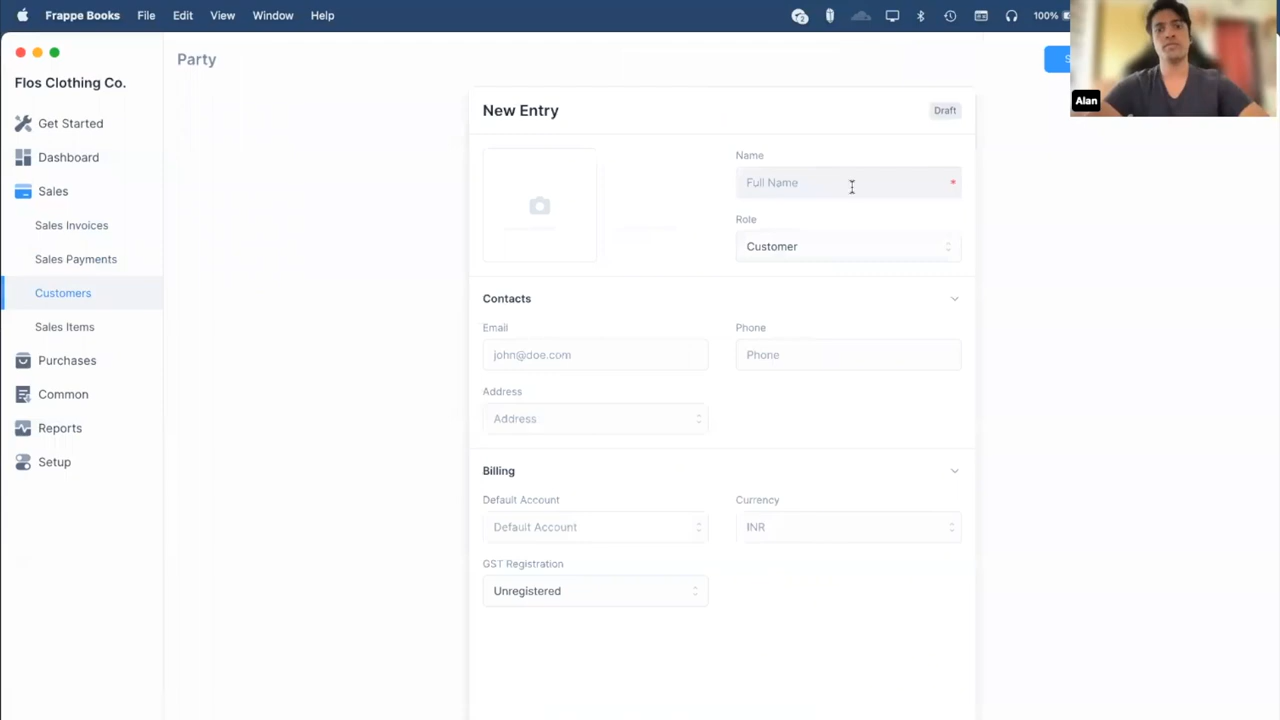 Frappe Books File Edit View Window Help 100%
Flos Clothing Co.
Get Started
Dashboard
Sales
Sales Invoices
Sales Payments
Customers
Sales Items
Purchases
Common
Reports
Setup
Party
New Entry
Draft
Name
Full Name *
Role
Customer
Contacts
Email Phone
john@doe.com Phone
Address
Address
Billing
Default Account Currency
Default Account INR
GST Registration
Unregistered
Alan